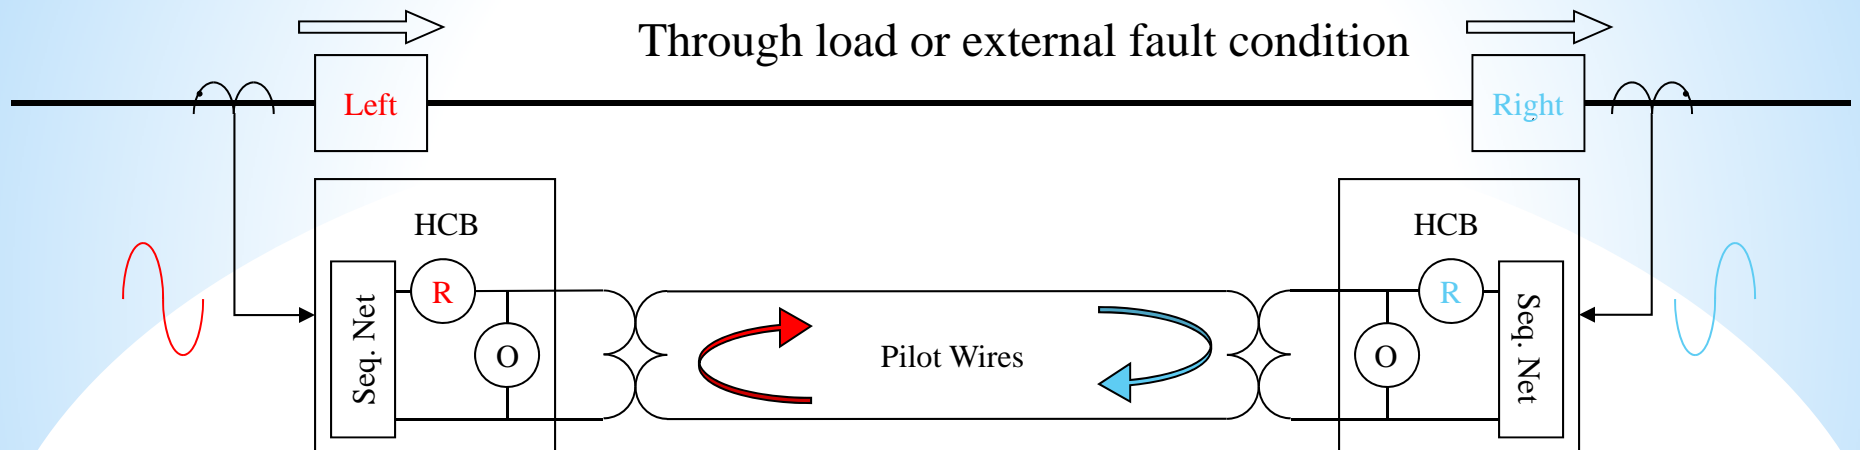 Through load or external fault condition
Left
Right
HCB
HCB
R
R
Seq. Net
O
Pilot Wires
O
Seq. Net